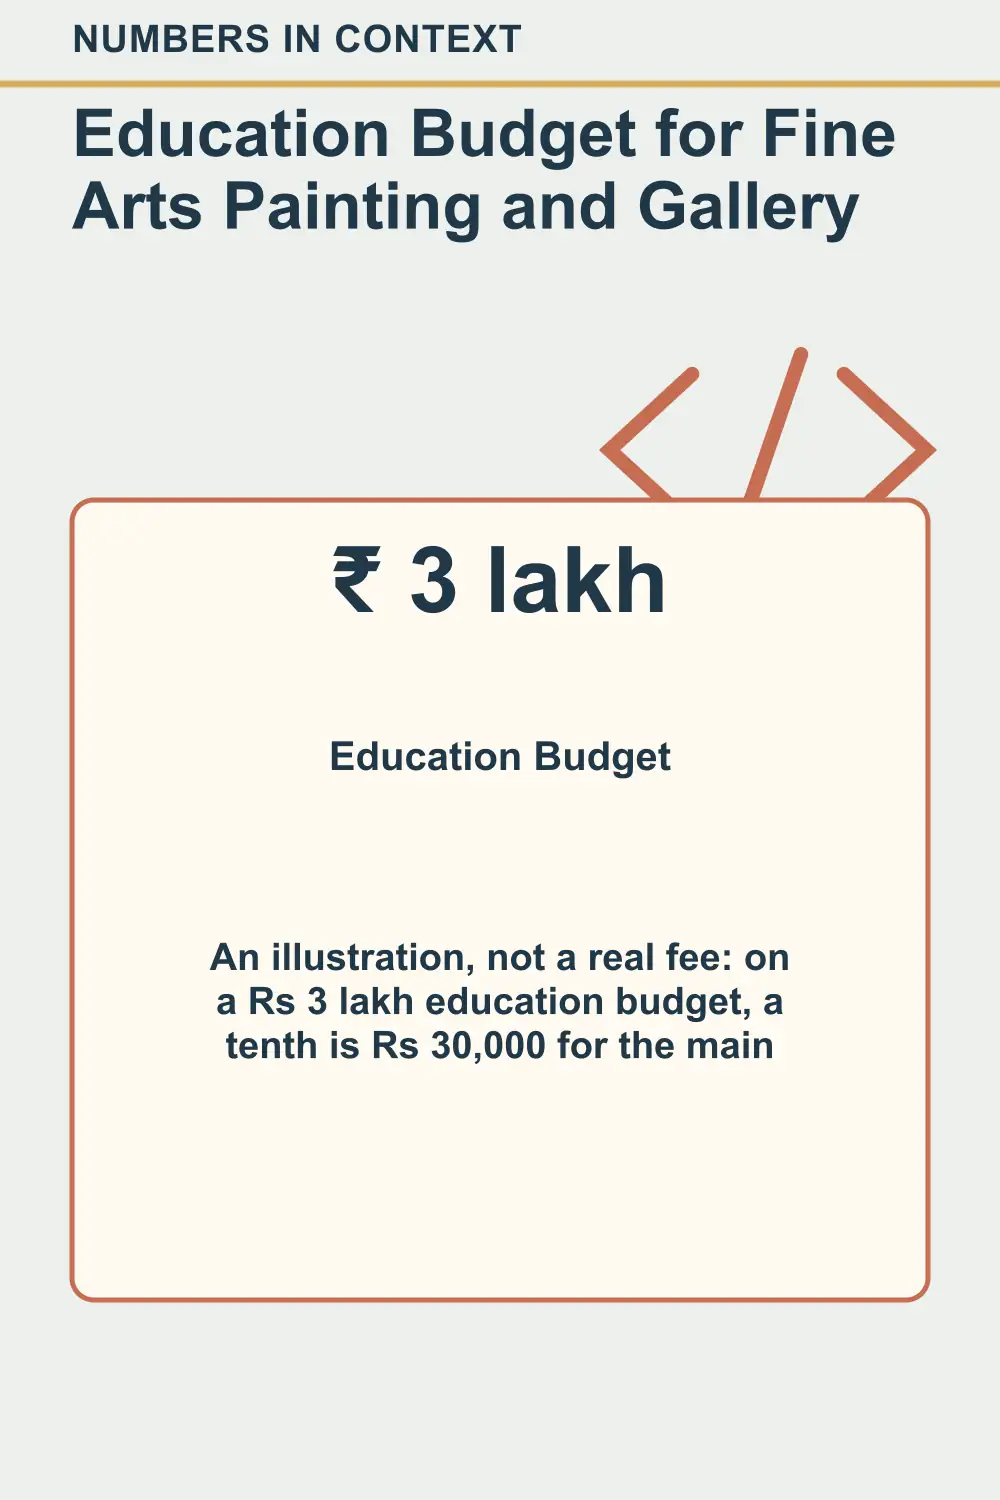 NUMBERS IN CONTEXT
Education Budget for Fine
Arts Painting and Gallery
₹ 3 lakh
Education Budget
An illustration, not a real fee: on
a Rs 3 lakh education budget, a
tenth is Rs 30,000 for the main